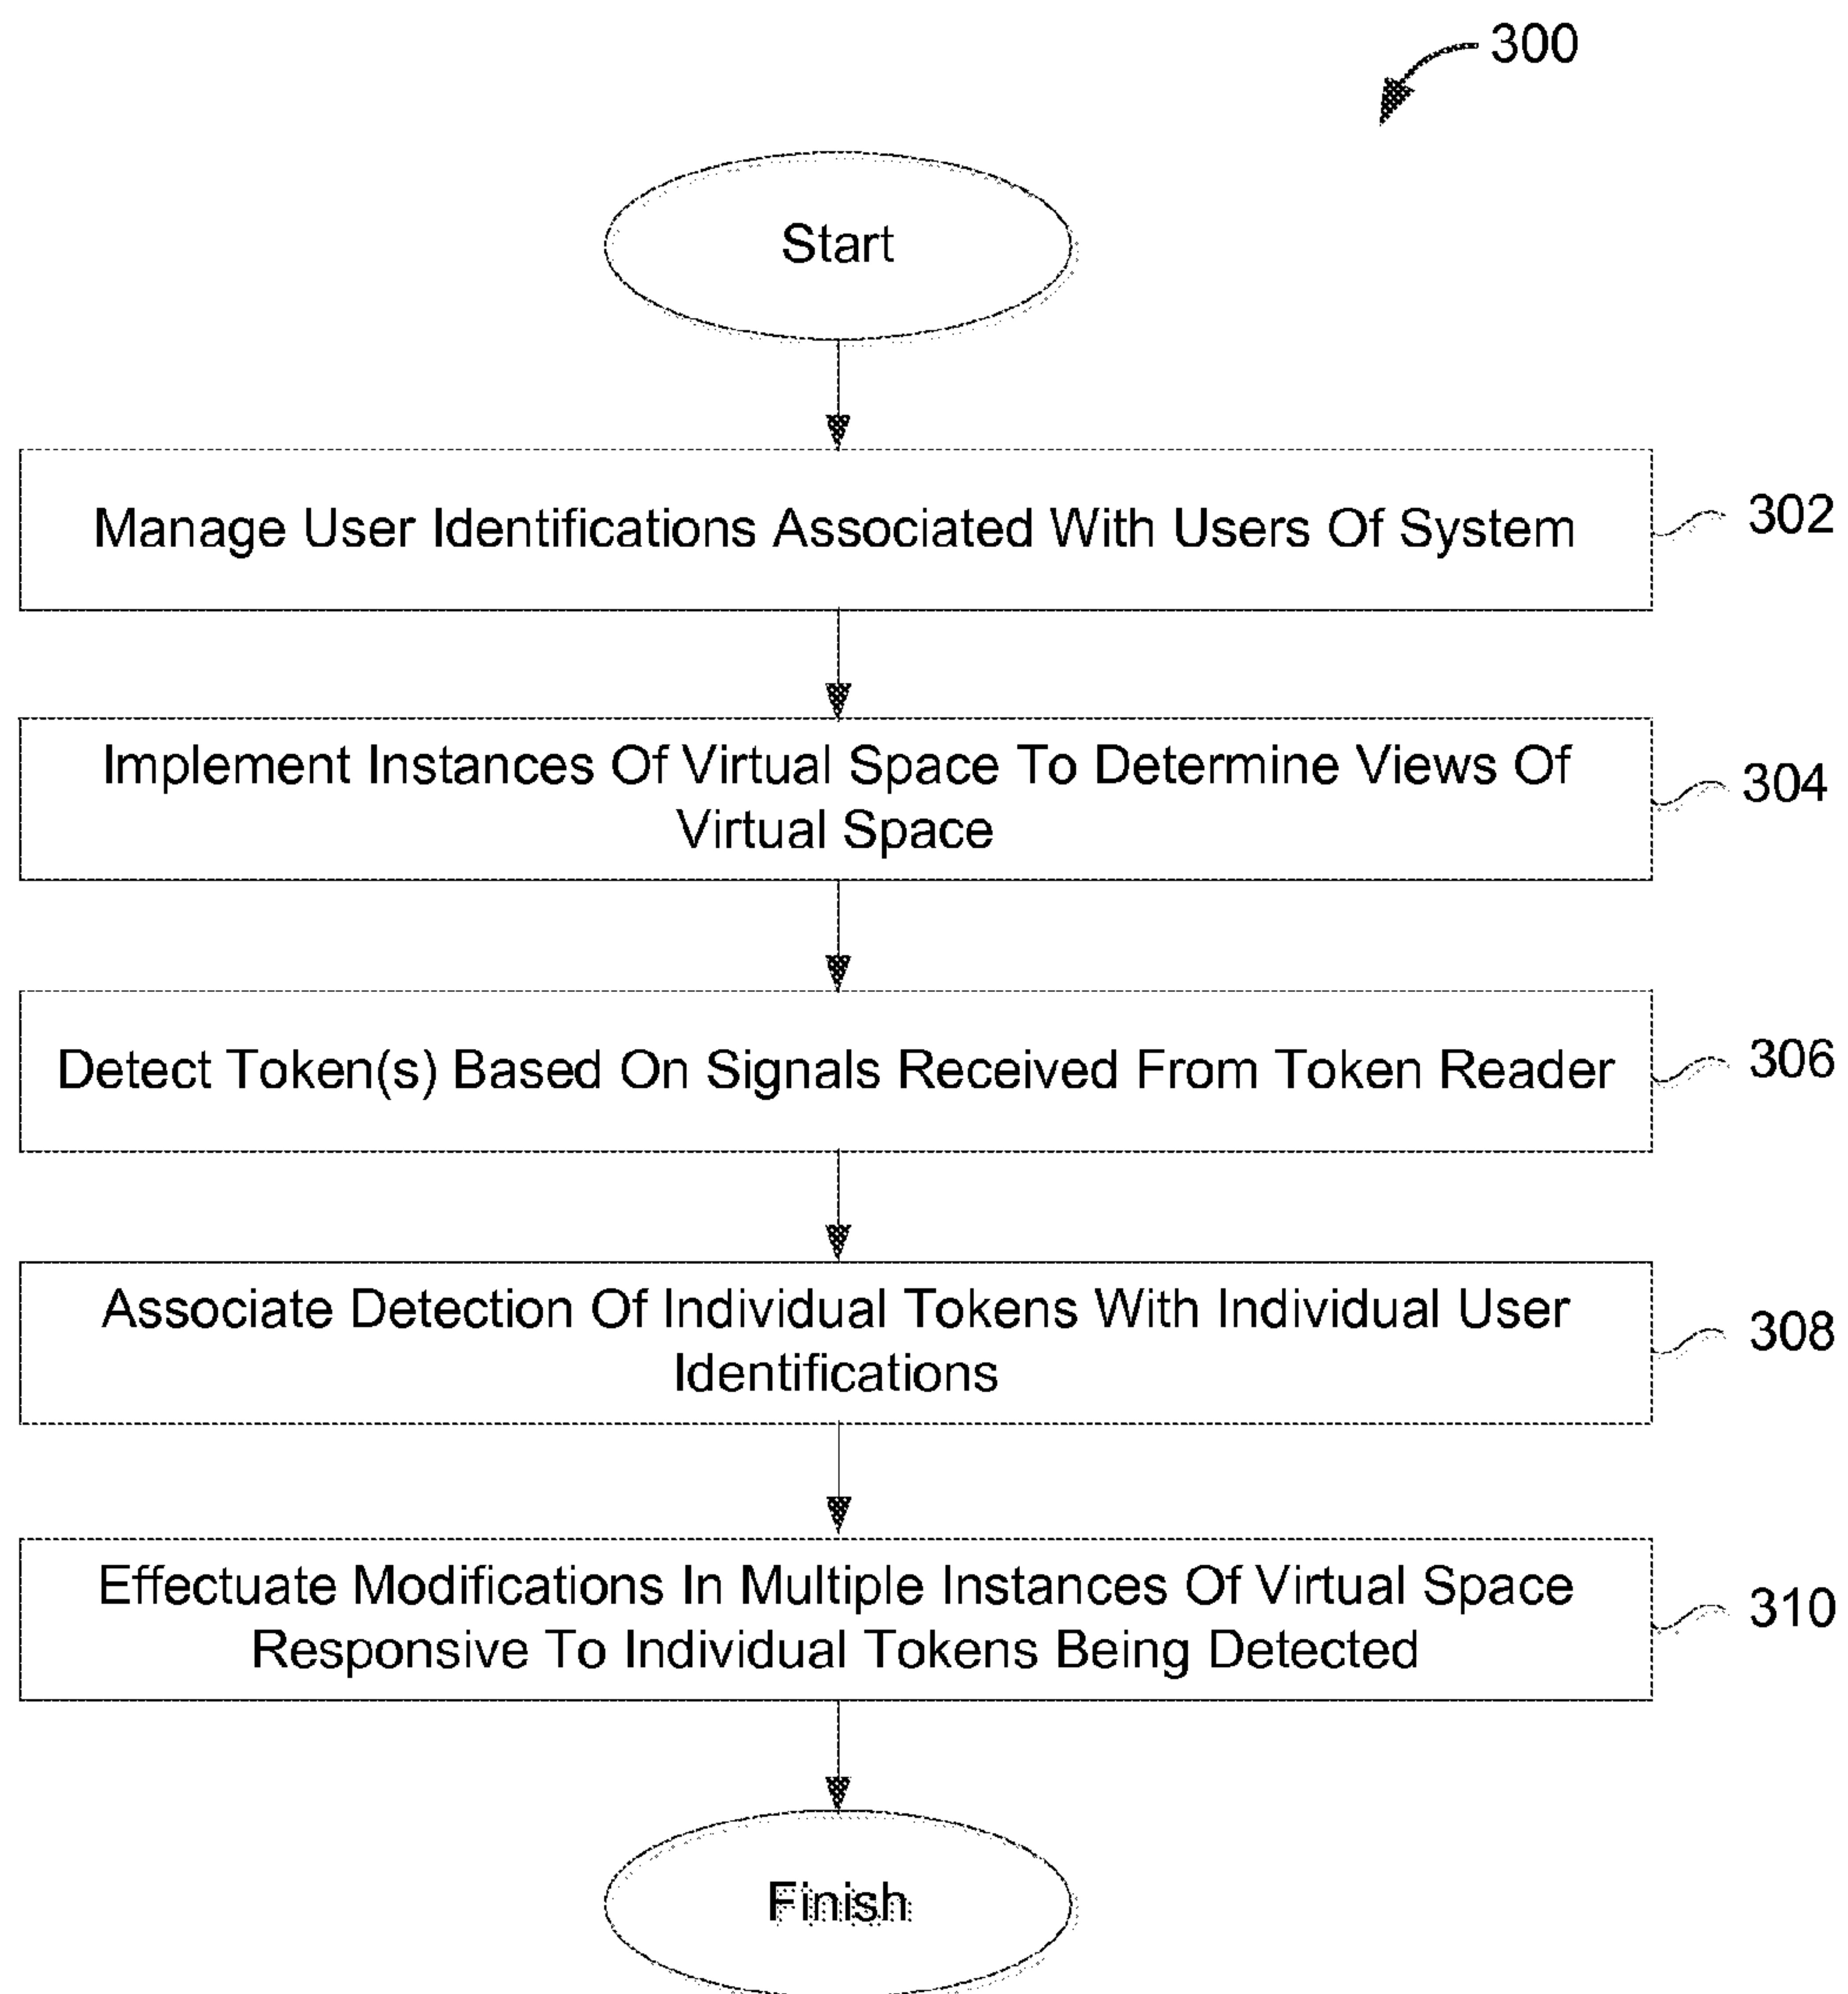 300
Start
Manage User Identifications Associated With Users Of System
302
Implement Instances Of Virtual Space To Determine Views Of
Virtual Space
304
Detect Token(s) Based On Signals Received From Token Reader
306
Associate Detection Of Individual Tokens With Individual User
Identifications
308
Effectuate Modifications In Multiple Instances Of Virtual Space
Responsive To Individual Tokens Being Detected
310
Finish